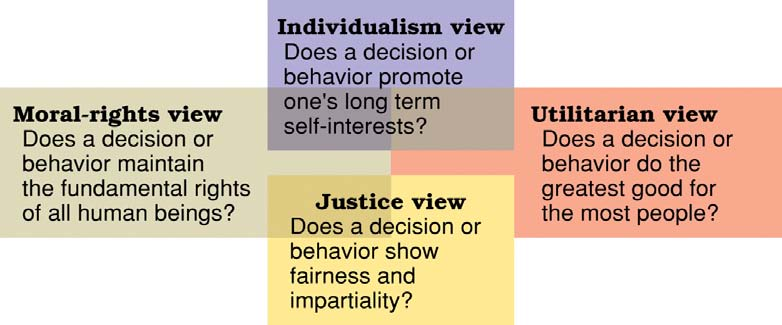 Individualism view
Does a decision or
behavior promote
one's long term
self-interests?
Moral-rights view
Does a decision or
behavior maintain
the fundamental rights
of all human beings?
Utilitarian view
Does a decision or
behavior do the
greatest good for
the most people?
Justice view
Does a decision or
behavior show
fairness and
impartiality?